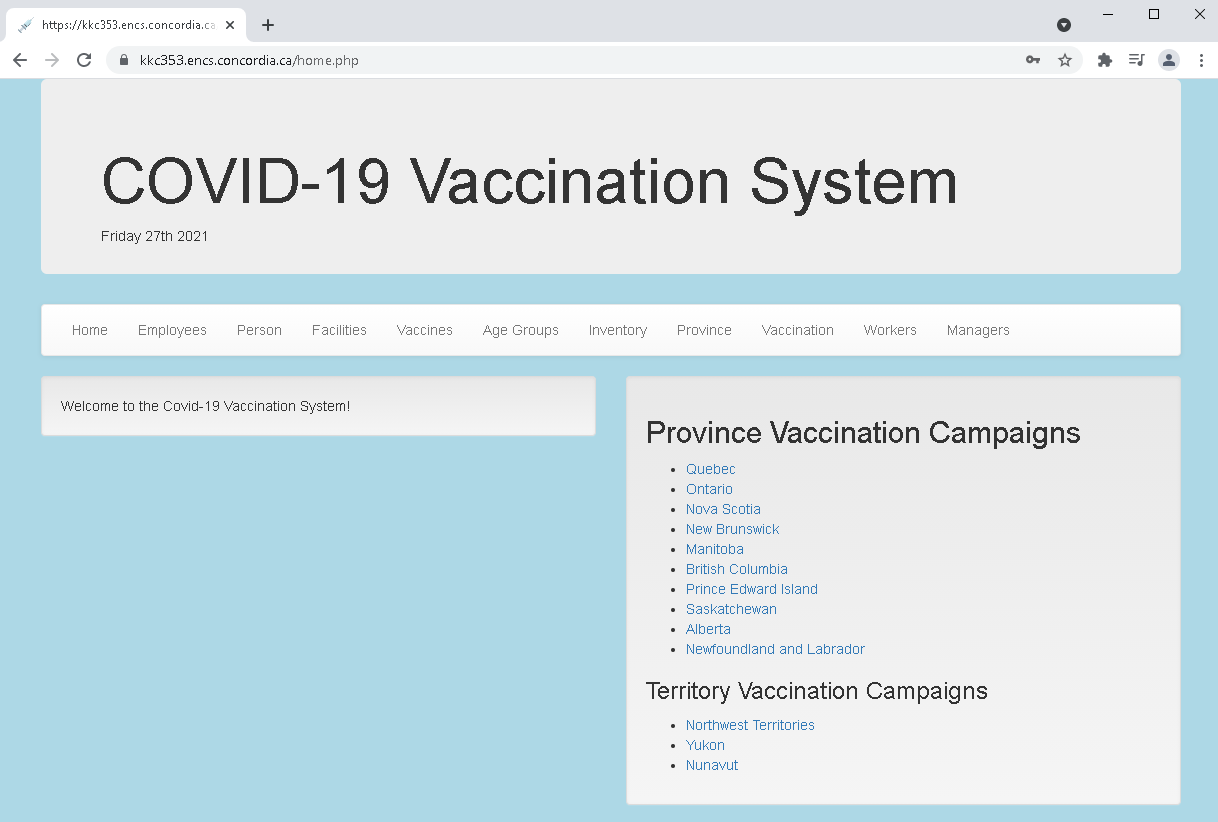 https://kkc353.encs.concordia.ca
kkc353.encs.concordia.ca/home.php
COVID-19 Vaccination System
Friday 27th 2021
Home Employees Person Facilities Vaccines Age Groups Inventory Province Vaccination Workers Managers
Welcome to the Covid-19 Vaccination System!
Province Vaccination Campaigns
Quebec
Ontario
Nova Scotia
New Brunswick
Manitoba
British Columbia
Prince Edward Island
Saskatchewan
Alberta
Newfoundland and Labrador
Territory Vaccination Campaigns
Northwest Territories
Yukon
Nunavut